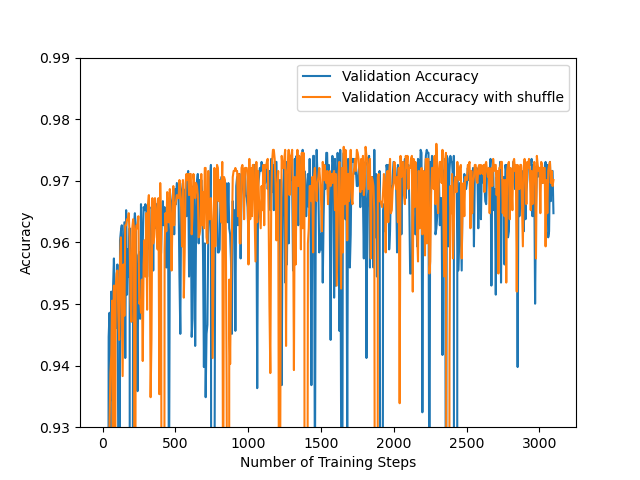 Validation Accuracy
Validation Accuracy with shuffle
0.99
0.98
0.97
0.96
0.95
0.94
0.93
Accuracy
0 500 1000 1500 2000 2500 3000
Number of Training Steps